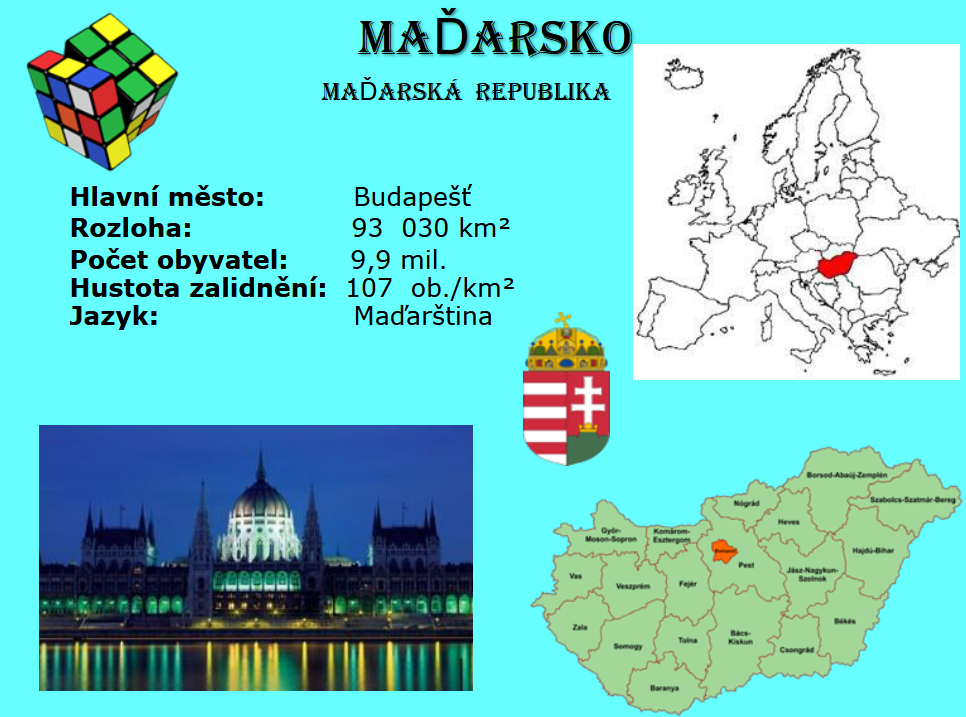 MAĎARSKO
MAĎARSKÁ REPUBLIKA
Hlavní město: Budapešť
Rozloha: 93 030 km²
Počet obyvatel: 9,9 mil.
Hustota zalidnění: 107 ob./km²
Jazyk: Maďarština
Borsod-Abaúj-Zemplén
Szabolcs-Szatmár-Bereg
Nógrád
Heves
Győr-
Moson-Sopron
Komárom-
Esztergom
Budapest
Hajdú-Bihar
Pest
Jász-Nagykun-
Szolnok
Vas
Veszprém
Fejér
Békés
Zala
Somogy
Tolna
Bács-
Kiskun
Csongrád
Baranya